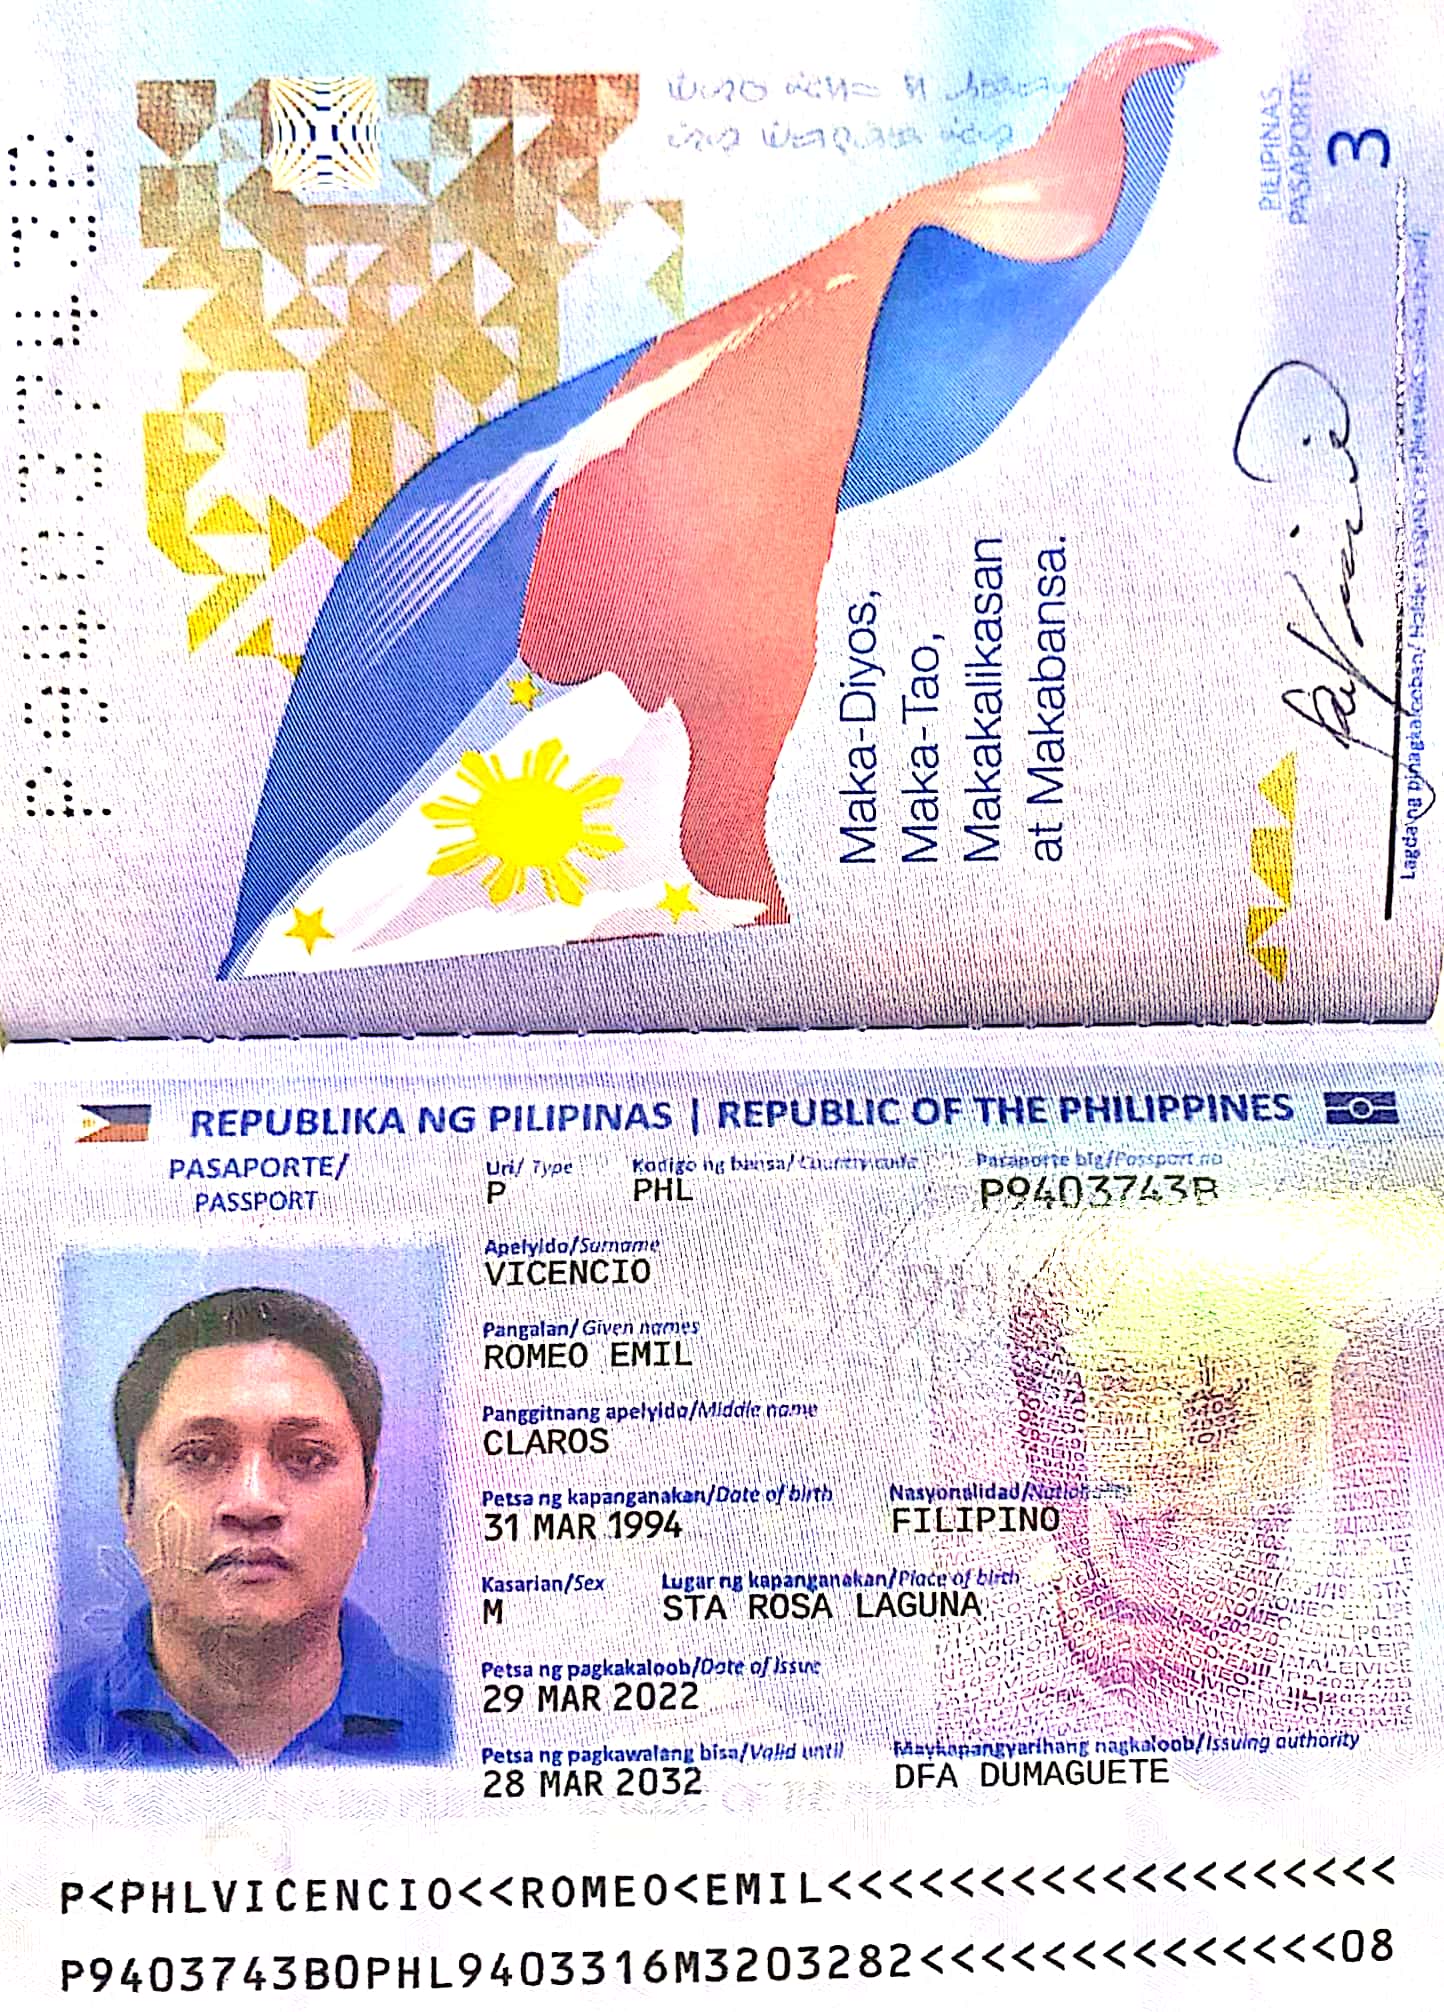 PILIPINAS
PASAPORTE
3
Maka-Diyos,
Maka-Tao,
Makakalikasan
at Makabansa.
Lagda ng pinagkalooban/
P9403743B
REPUBLIKA NG PILIPINAS | REPUBLIC OF THE PHILIPPINES
PASAPORTE/
PASSPORT
Uri/ Type
Kodigo ng bansa/ Country code
Pasaporte blg/Passport no
P
PHL
P9403743B
Apelyido/Surname
VICENCIO
Pangalan/ Given names
ROMEO EMIL
Panggitnang apelyido/Middle name
CLAROS
Petsa ng kapanganakan/Date of birth
Nasyonalidad/Nationality
31 MAR 1994
FILIPINO
Kasarian/Sex
Lugar ng kapanganakan/Place of birth
M
STA ROSA LAGUNA
Petsa ng pagkakaloob/Date of issue
29 MAR 2022
Petsa ng pagkawalang bisa/Valid until
Maykapangyarihang nagkaloob/Issuing authority
28 MAR 2032
DFA DUMAGUETE
P<PHLVICENCIO<<ROMEO<EMIL<<<<<<<<<<<<<<<<<<<
P9403743B0PHL9403316M3203282<<<<<<<<<<<<<<08